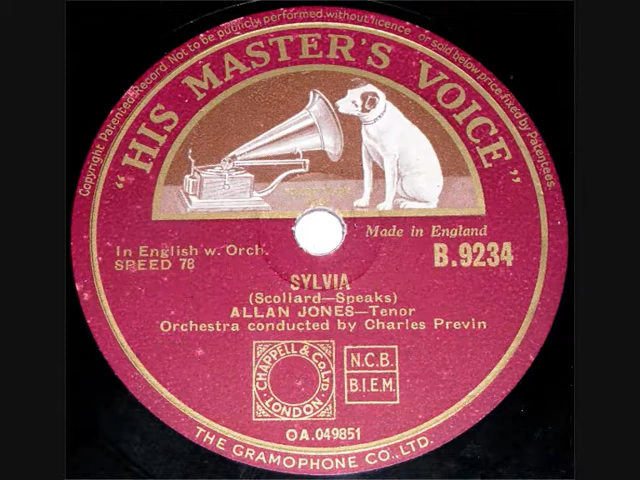 Copyright Patented Record. Not to be publicly performed without licence or sold below price fixed by Patentees.
"HIS MASTER'S VOICE"
Made in England
In English w. Orch.
SPEED 78
B.9234
SYLVIA
(Scollard—Speaks)
ALLAN JONES—Tenor
Orchestra conducted by Charles Previn
CHAPPELL & Co LTD
LONDON
N.C.B.
B.I.E.M.
OA.049851
THE GRAMOPHONE CO., LTD.